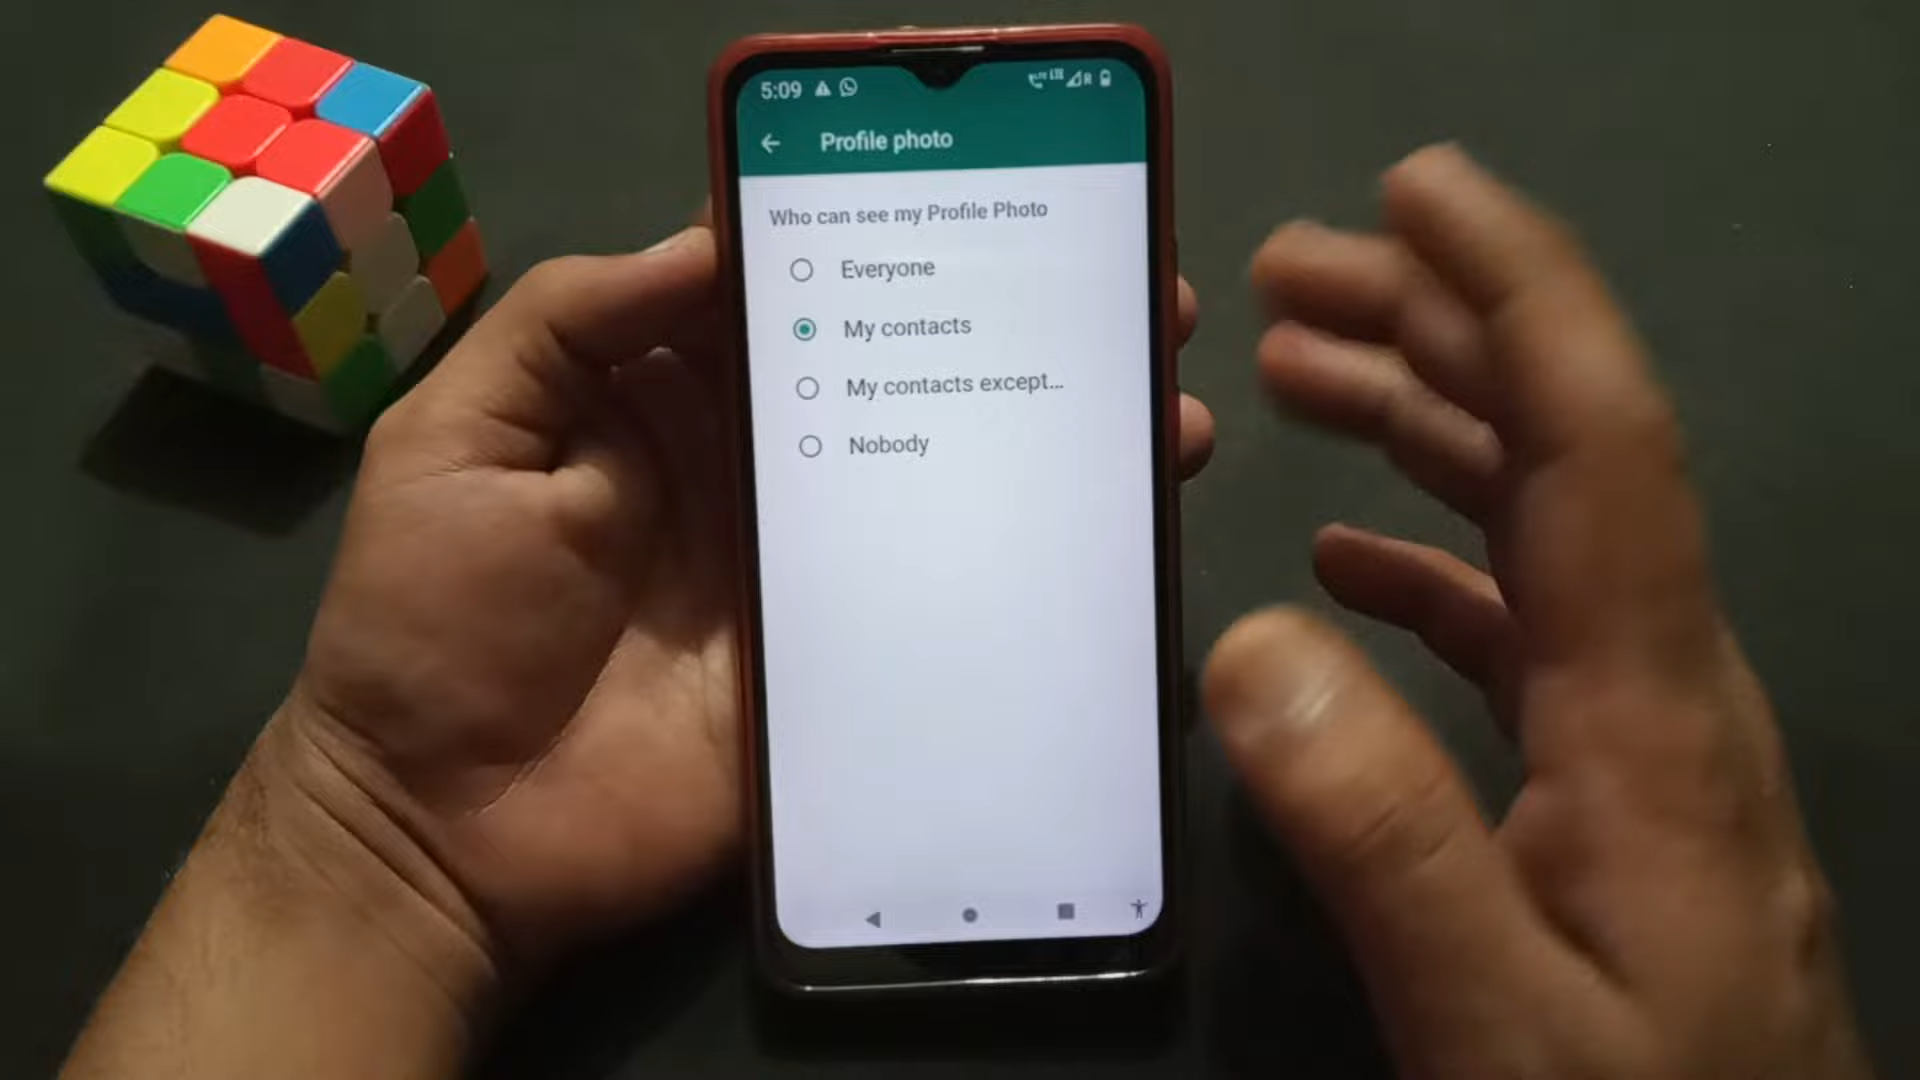 5:09
Profile photo
Who can see my Profile Photo
Everyone
My contacts
My contacts except...
Nobody